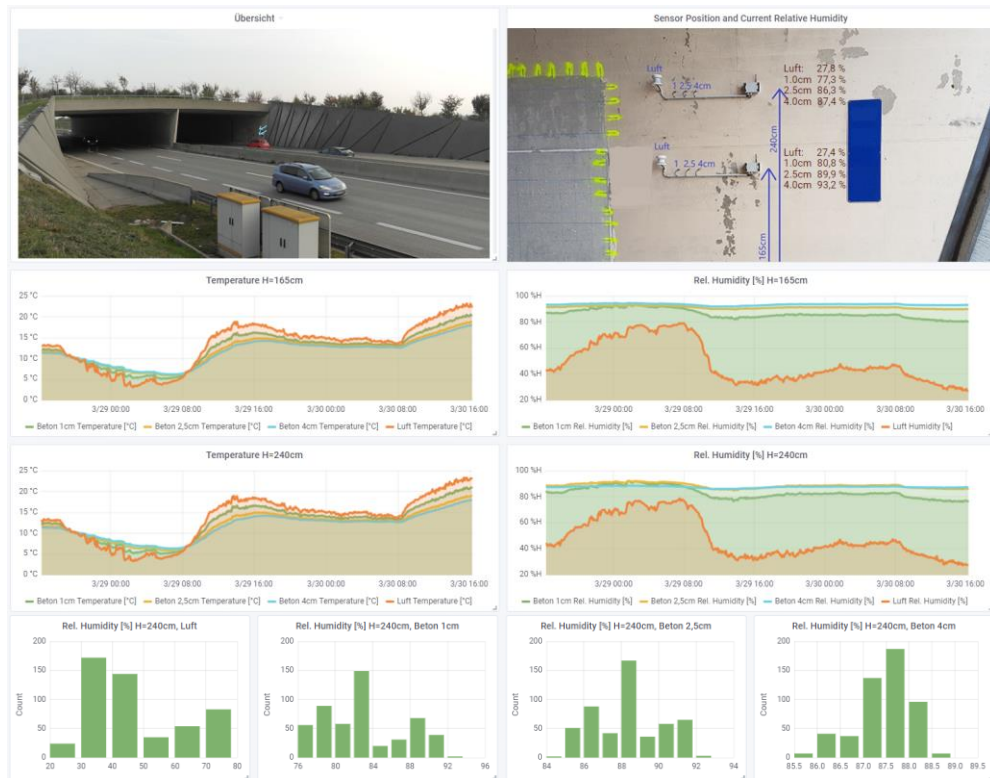 Übersicht
Sensor Position and Current Relative Humidity
Luft
1 2,5 4cm
Luft: 27,8 %
1.0cm 77,3 %
2.5cm 86,3 %
4.0cm 87,4 %
240cm
Luft
1 2,5 4cm
Luft: 27,4 %
1.0cm 80,8 %
2.5cm 89,9 %
4.0cm 93,2 %
165cm
Temperature H=165cm
25 °C
20 °C
15 °C
10 °C
5 °C
0 °C
3/29 00:00 3/29 08:00 3/29 16:00 3/30 00:00 3/30 08:00 3/30 16:00
Beton 1cm Temperature [°C] Beton 2,5cm Temperature [°C] Beton 4cm Temperature [°C] Luft Temperature [°C]
Rel. Humidity [%] H=165cm
100 %H
80 %H
60 %H
40 %H
20 %H
3/29 00:00 3/29 08:00 3/29 16:00 3/30 00:00 3/30 08:00 3/30 16:00
Beton 1cm Rel. Humidity [%] Beton 2,5cm Rel. Humidity [%] Beton 4cm Rel. Humidity [%] Luft Humidity [%]
Temperature H=240cm
25 °C
20 °C
15 °C
10 °C
5 °C
0 °C
3/29 00:00 3/29 08:00 3/29 16:00 3/30 00:00 3/30 08:00 3/30 16:00
Beton 1cm Temperature [°C] Beton 2,5cm Temperature [°C] Beton 4cm Temperature [°C] Luft Temperature [°C]
Rel. Humidity [%] H=240cm
100 %H
80 %H
60 %H
40 %H
20 %H
3/29 00:00 3/29 08:00 3/29 16:00 3/30 00:00 3/30 08:00 3/30 16:00
Beton 1cm Rel. Humidity [%] Beton 2,5cm Rel. Humidity [%] Beton 4cm Rel. Humidity [%] Luft Humidity [%]
Rel. Humidity [%] H=240cm, Luft
200
150
100
50
0
Count
20 30 40 50 60 70 80
Rel. Humidity [%] H=240cm, Beton 1cm
200
150
100
50
0
Count
76 80 84 88 92 96
Rel. Humidity [%] H=240cm, Beton 2,5cm
200
150
100
50
0
Count
84 86 88 90 92 94
Rel. Humidity [%] H=240cm, Beton 4cm
200
150
100
50
0
Count
85.5 86.0 86.5 87.0 87.5 88.0 88.5 89.0 89.5